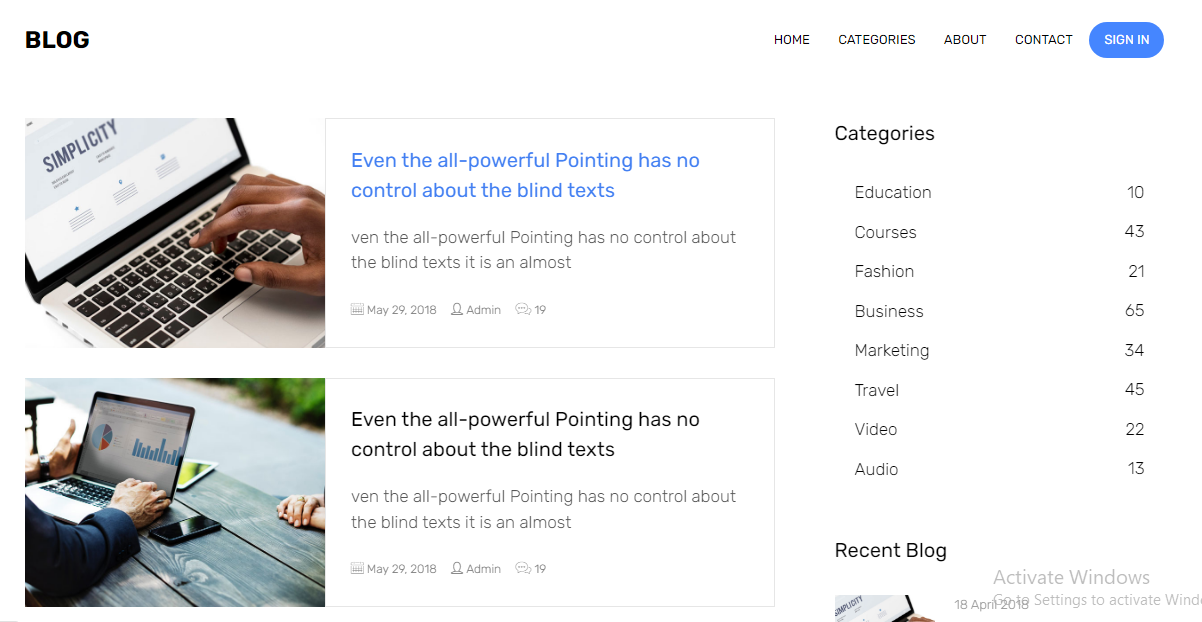 BLOG
HOME CATEGORIES ABOUT CONTACT SIGN IN
SIMPLICITY
Even the all-powerful Pointing has no
control about the blind texts
ven the all-powerful Pointing has no control about
the blind texts it is an almost
May 29, 2018 Admin 19
Even the all-powerful Pointing has no
control about the blind texts
ven the all-powerful Pointing has no control about
the blind texts it is an almost
May 29, 2018 Admin 19
Categories
Education 10
Courses 43
Fashion 21
Business 65
Marketing 34
Travel 45
Video 22
Audio 13
Recent Blog
SIMPLICITY
18 April 2018
Activate Windows
Go to Settings to activate Wind